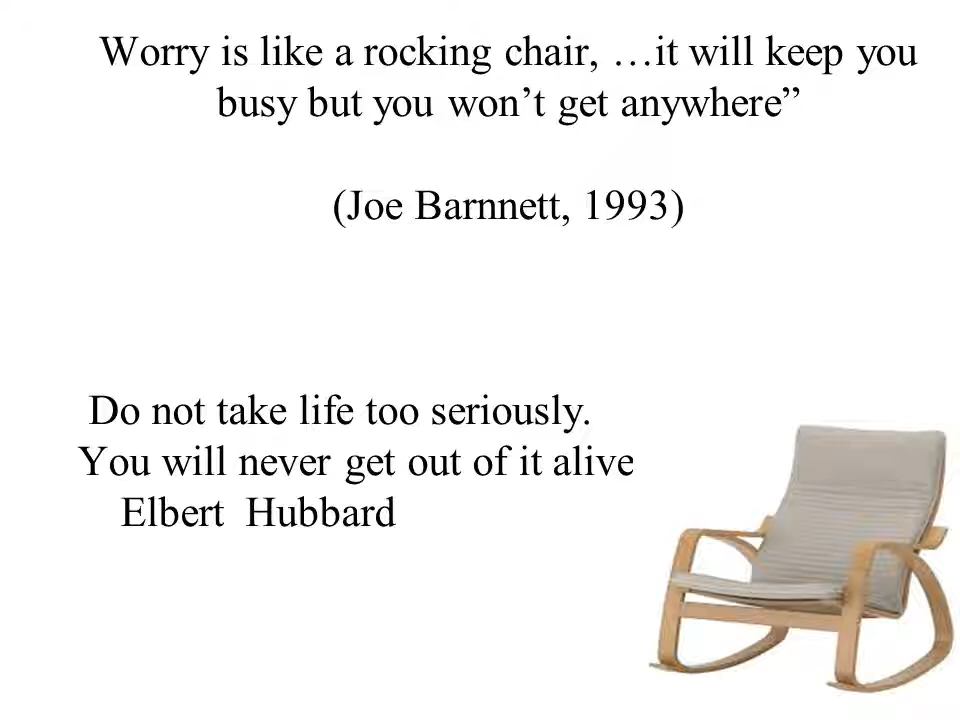 Worry is like a rocking chair, …it will keep you
busy but you won’t get anywhere”
(Joe Barnnett, 1993)
Do not take life too seriously.
You will never get out of it alive
Elbert  Hubbard